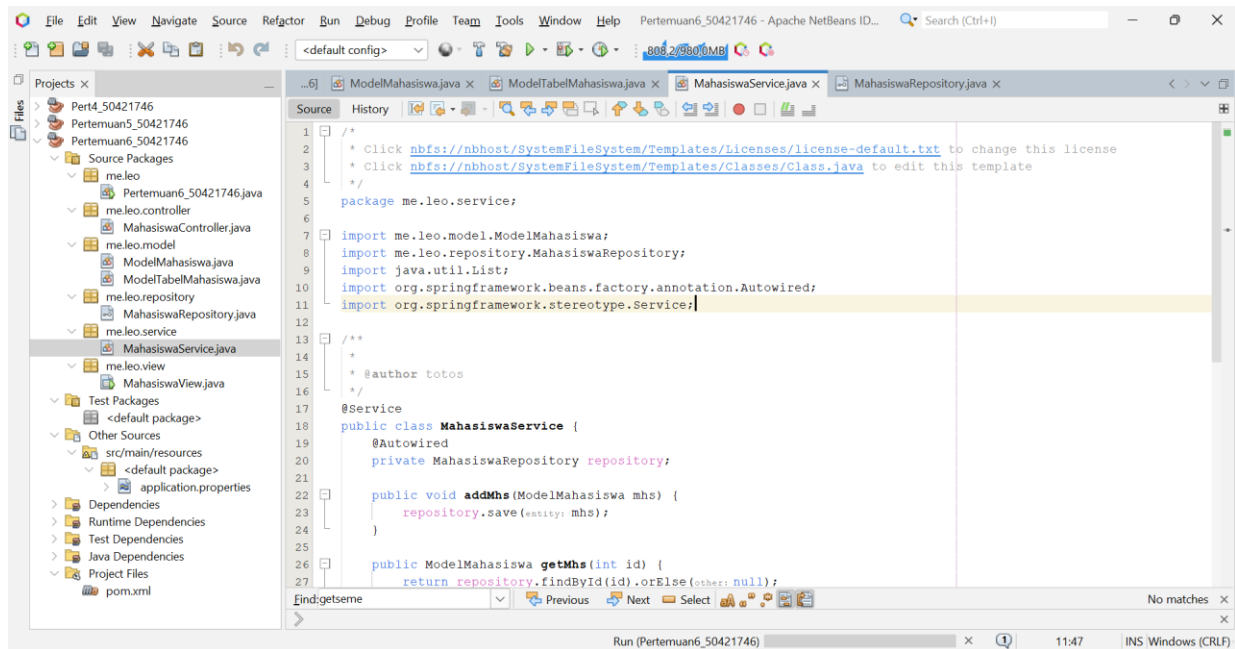 File Edit View Navigate Source Refactor Run Debug Profile Team Tools Window Help Pertemuan6_50421746 - Apache NetBeans ID... Search (Ctrl+I)
<default config> 808,2/980,0MB
Projects
Files
Pert4_50421746
Pertemuan5_50421746
Pertemuan6_50421746
Source Packages
me.leo
Pertemuan6_50421746.java
me.leo.controller
MahasiswaController.java
me.leo.model
ModelMahasiswa.java
ModelTabelMahasiswa.java
me.leo.repository
MahasiswaRepository.java
me.leo.service
MahasiswaService.java
me.leo.view
MahasiswaView.java
Test Packages
<default package>
Other Sources
src/main/resources
<default package>
application.properties
Dependencies
Runtime Dependencies
Test Dependencies
Java Dependencies
Project Files
pom.xml
...6] ModelMahasiswa.java ModelTabelMahasiswa.java MahasiswaService.java MahasiswaRepository.java
Source History
1 /*
2 * Click nbfs://nbhost/SystemFileSystem/Templates/Licenses/license-default.txt to change this license
3 * Click nbfs://nbhost/SystemFileSystem/Templates/Classes/Class.java to edit this template
4 */
5 package me.leo.service;
6
7 import me.leo.model.ModelMahasiswa;
8 import me.leo.repository.MahasiswaRepository;
9 import java.util.List;
10 import org.springframework.beans.factory.annotation.Autowired;
11 import org.springframework.stereotype.Service;
12
13 /**
14 *
15 * @author totos
16 */
17 @Service
18 public class MahasiswaService {
19 @Autowired
20 private MahasiswaRepository repository;
21
22 public void addMhs(ModelMahasiswa mhs) {
23 repository.save(entity: mhs);
24 }
25
26 public ModelMahasiswa getMhs(int id) {
27 return repository.findById(id).orElse(other: null);
Find:getseme Previous Next Select No matches
Run (Pertemuan6_50421746) 1 11:47 INS Windows (CRLF)